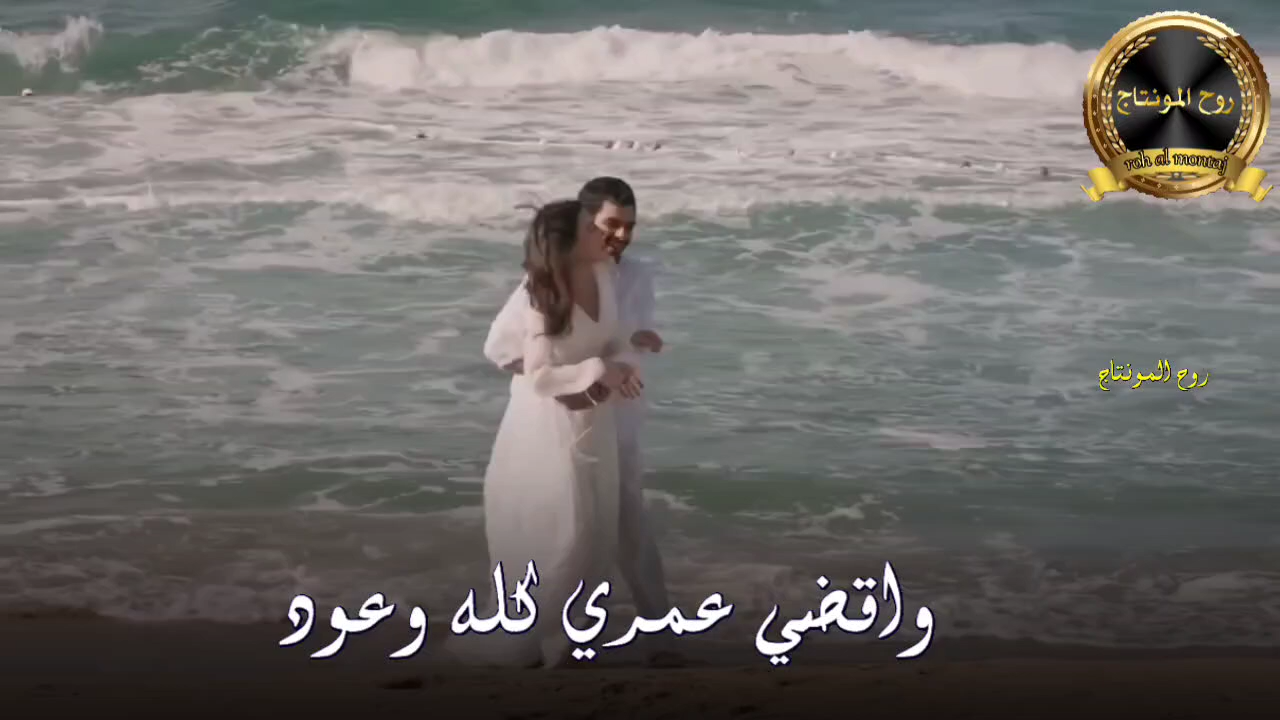 روح المونتاج
roh al montaj
روح المونتاج
واقضي عمري كله وعود